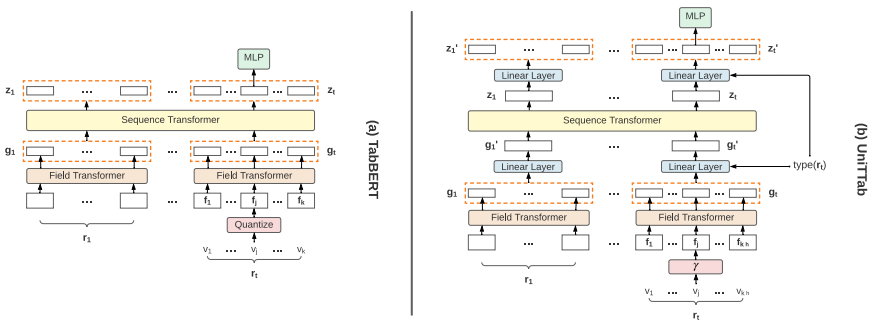 MLP
z1 ... ... zt
Sequence Transformer
g1 ... ... gt
Field Transformer Field Transformer
... f1 ... fj ... fk
Quantize
r1
v1 ... vj ... vk
rt
(a) TabBERT
MLP
z1' ... ... zt'
Linear Layer Linear Layer
z1 ... zt
Sequence Transformer
g1' ... gt'
Linear Layer Linear Layer type(rt)
g1 ... ... gt
Field Transformer Field Transformer
... ... f1 ... fj ... fk h
γ
r1
v1 ... vj ... vk h
rt
(b) UniTTab